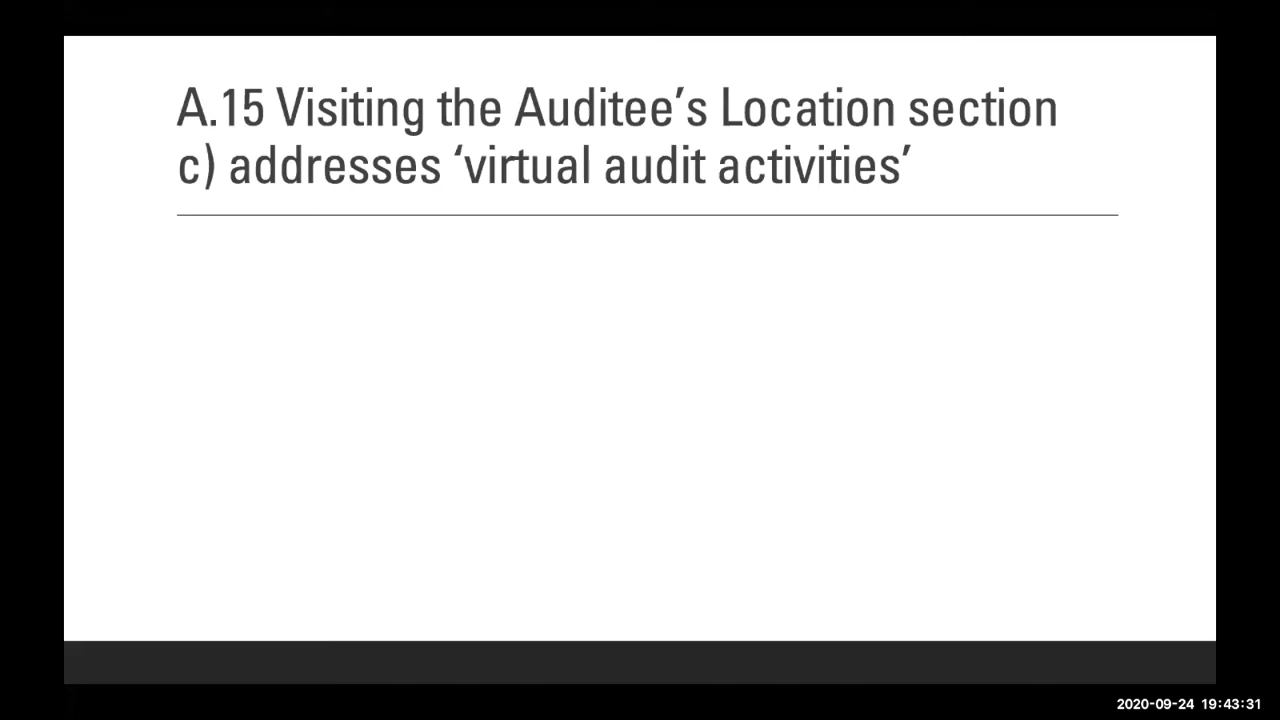 A.15 Visiting the Auditee’s Location section
c) addresses ‘virtual audit activities’
2020-09-24 19:43:31